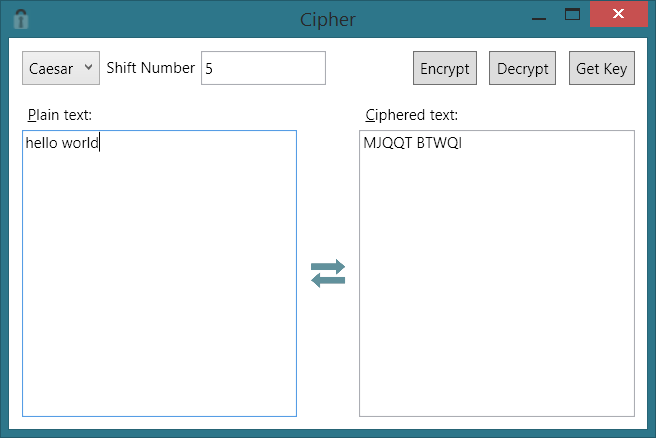 Cipher
Caesar Shift Number 5 Encrypt Decrypt Get Key
Plain text: Ciphered text:
hello world MJQQT BTWQI